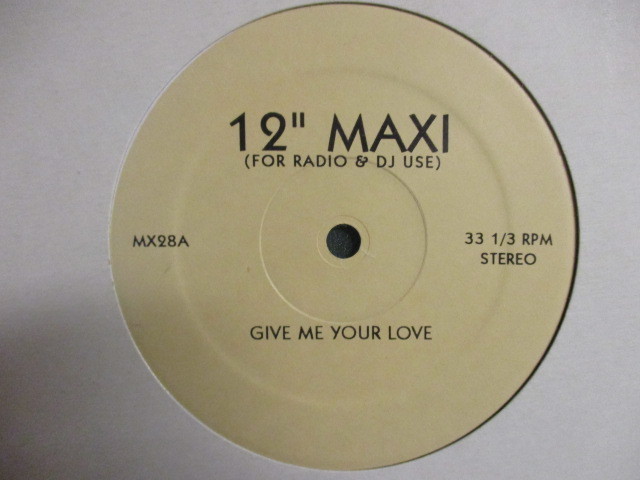 12" MAXI
(FOR RADIO & DJ USE)
MX28A
33 1/3 RPM
STEREO
GIVE ME YOUR LOVE